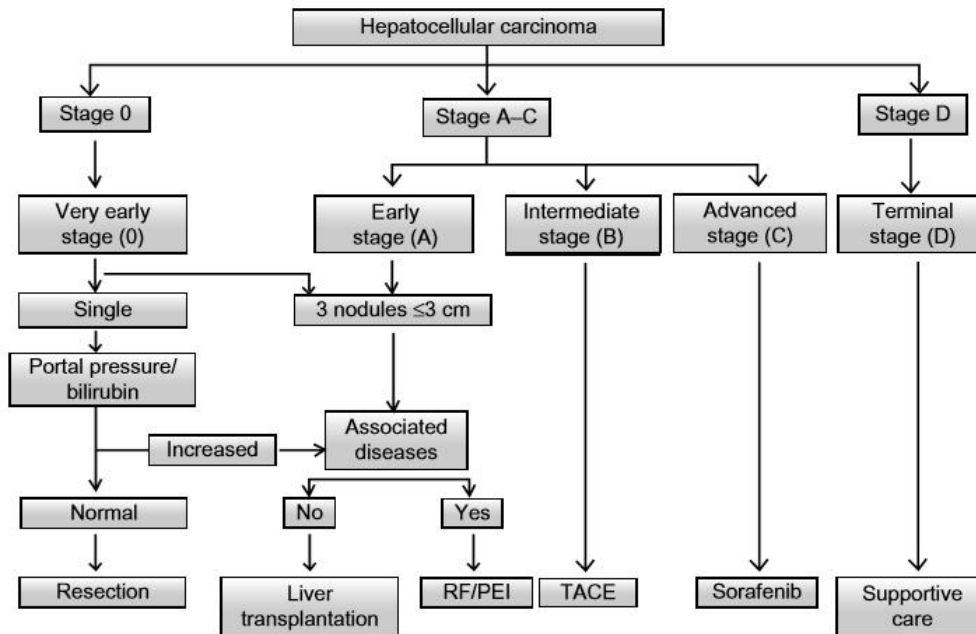 Hepatocellular carcinoma
Stage 0
Stage A–C
Stage D
Very early
stage (0)
Early
stage (A)
Intermediate
stage (B)
Advanced
stage (C)
Terminal
stage (D)
Single
3 nodules ≤3 cm
Portal pressure/
bilirubin
Increased
Associated
diseases
Normal
No
Yes
Resection
Liver
transplantation
RF/PEI
TACE
Sorafenib
Supportive
care